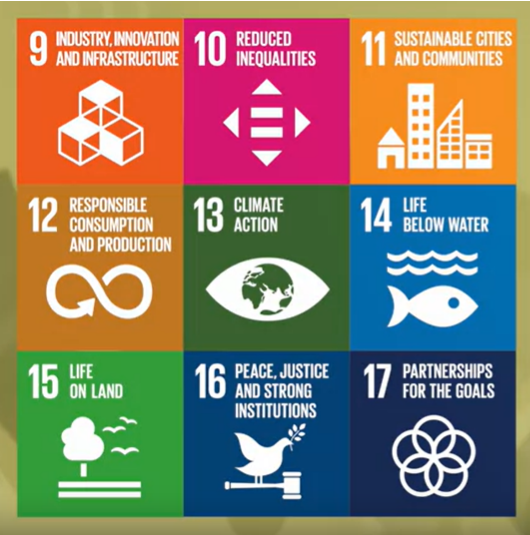 9 INDUSTRY, INNOVATION
AND INFRASTRUCTURE
10 REDUCED
INEQUALITIES
11 SUSTAINABLE CITIES
AND COMMUNITIES
12 RESPONSIBLE
CONSUMPTION
AND PRODUCTION
13 CLIMATE
ACTION
14 LIFE
BELOW WATER
15 LIFE
ON LAND
16 PEACE, JUSTICE
AND STRONG
INSTITUTIONS
17 PARTNERSHIPS
FOR THE GOALS